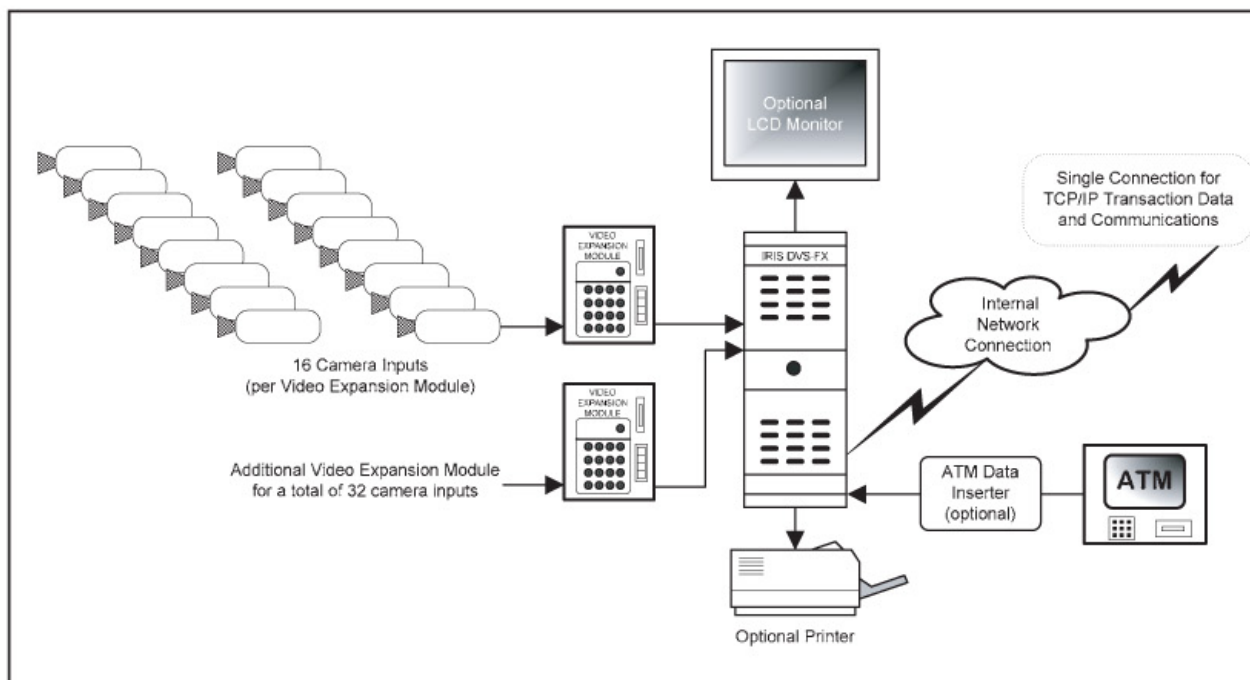 Optional
LCD Monitor
Single Connection for
TCP/IP Transaction Data
and Communications
VIDEO
EXPANSION
MODULE
IRIS DVS-FX
Internal
Network
Connection
16 Camera Inputs
(per Video Expansion Module)
VIDEO
EXPANSION
MODULE
Additional Video Expansion Module
for a total of 32 camera inputs
ATM Data
Inserter
(optional)
ATM
Optional Printer